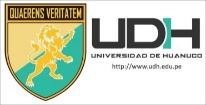 QUAERENS VERITATEM
UDH
UNIVERSIDAD DE HUANUCO
http://www.udh.edu.pe